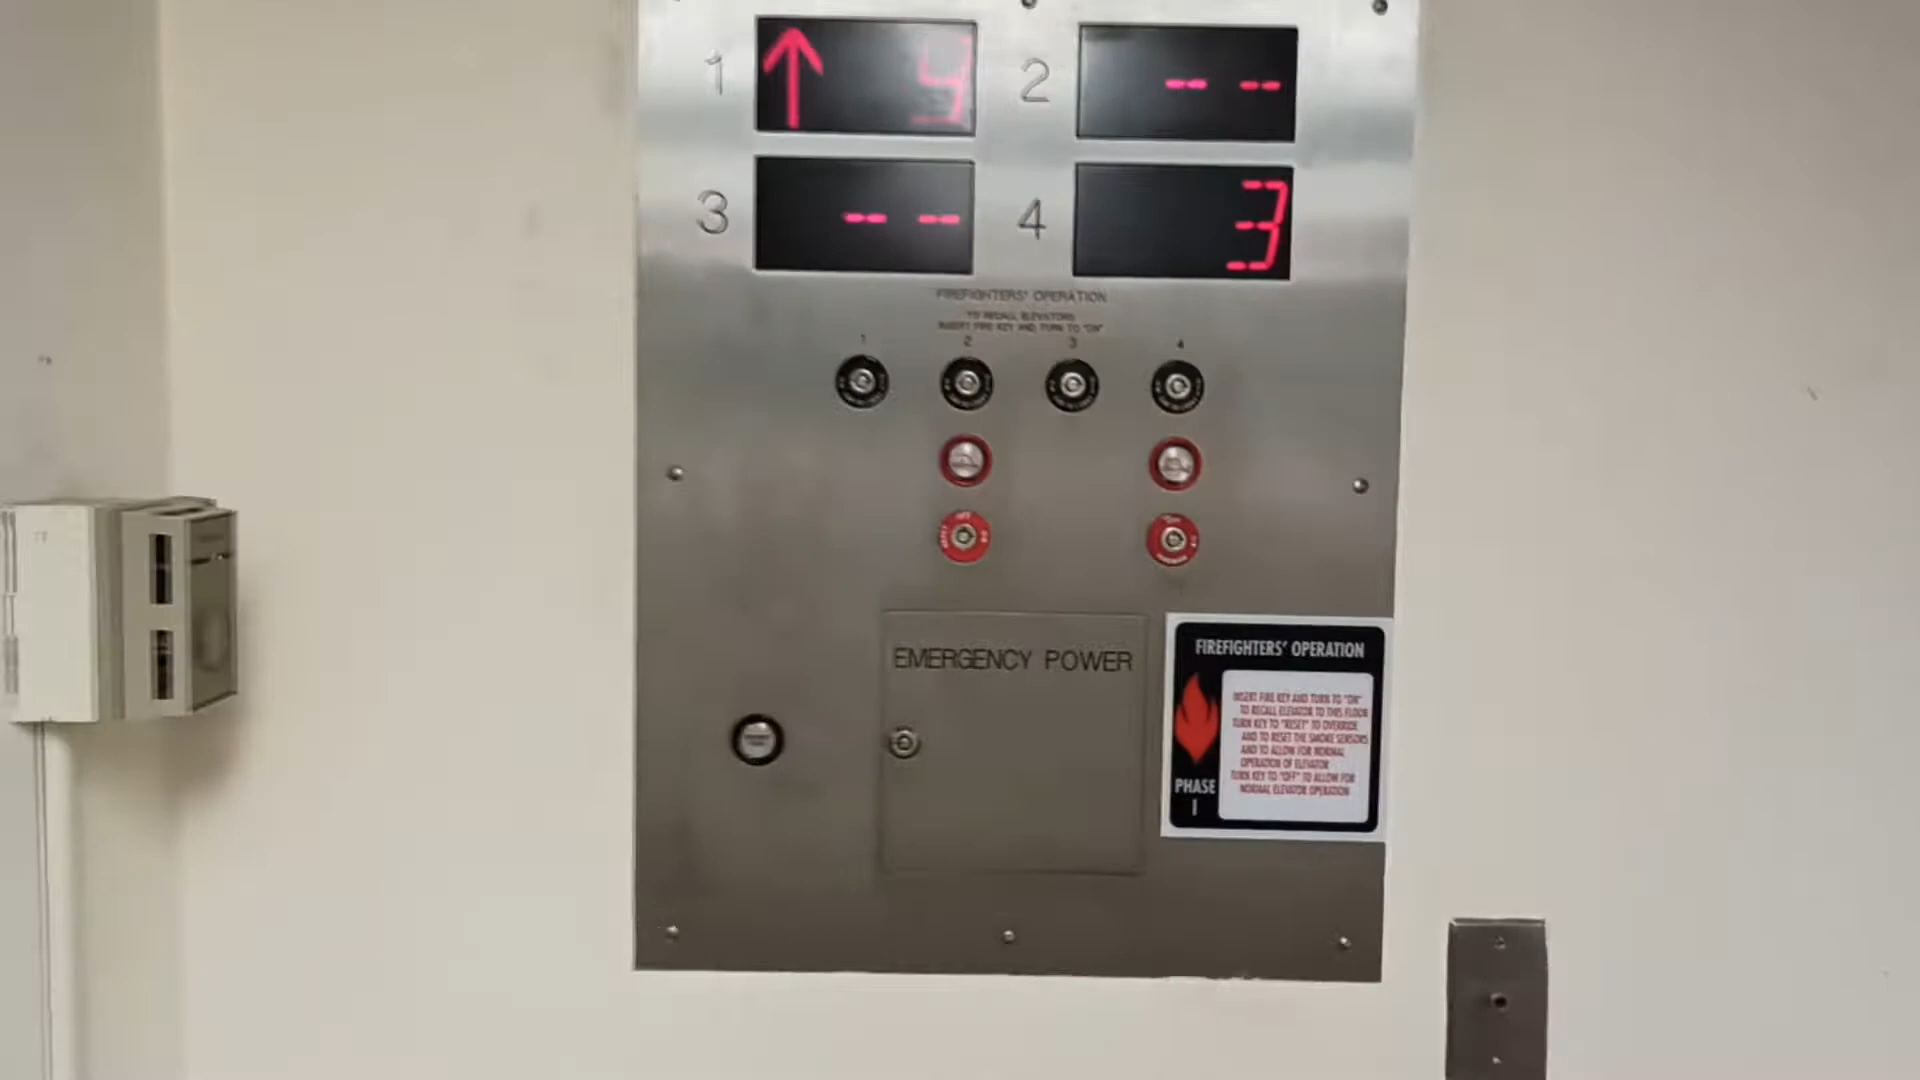 1
2
-- --
3
-- --
4
3
FIREFIGHTERS' OPERATION
TO RECALL ELEVATORS
INSERT FIRE KEY AND TURN TO "ON"
1 2 3 4
EMERGENCY POWER
FIREFIGHTERS' OPERATION
INSERT FIRE KEY AND TURN TO "ON"
TO RECALL ELEVATOR TO THIS FLOOR
TURN KEY TO "RESET" TO OVERRIDE
AND TO RESET THE SMOKE SENSORS
AND TO ALLOW FOR NORMAL
OPERATION OF ELEVATOR
TURN KEY TO "OFF" TO ALLOW FOR
NORMAL ELEVATOR OPERATION
PHASE
I